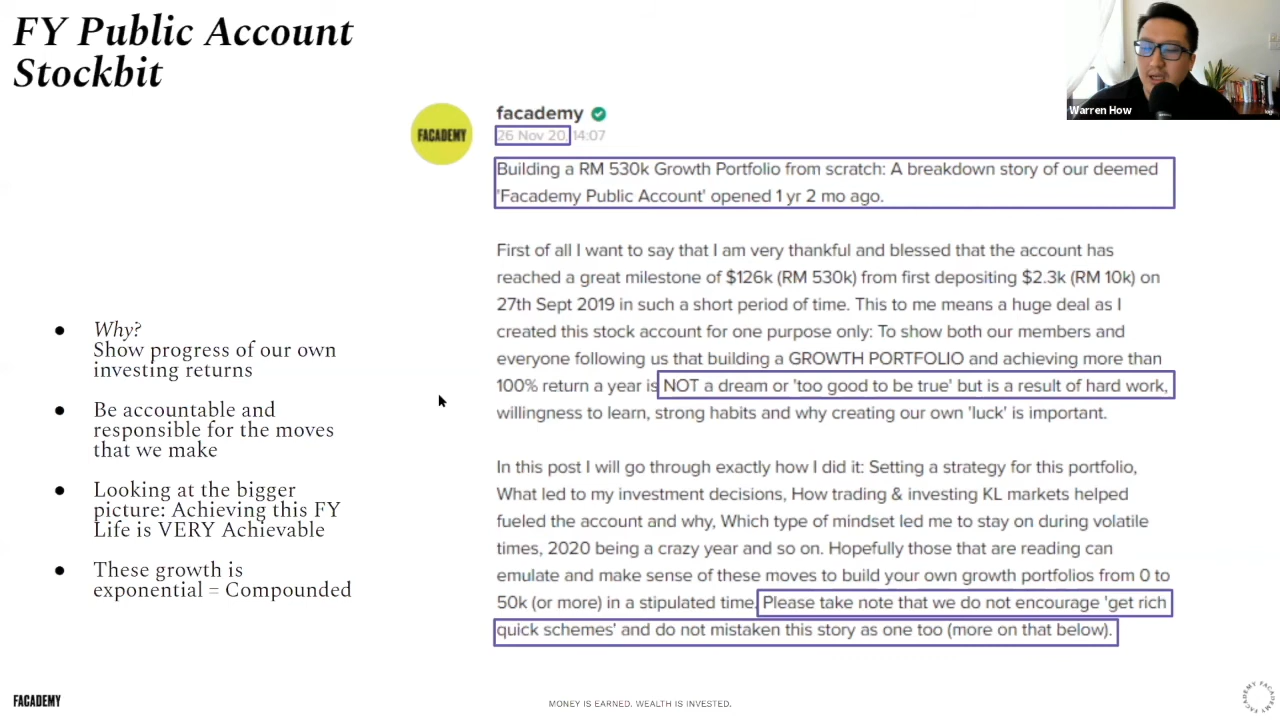 FY Public Account
Stockbit
Warren How
FACADEMY
facademy
26 Nov 20, 14:07
Building a RM 530k Growth Portfolio from scratch: A breakdown story of our deemed
'Facademy Public Account' opened 1 yr 2 mo ago.
First of all I want to say that I am very thankful and blessed that the account has
reached a great milestone of $126k (RM 530k) from first depositing $2.3k (RM 10k) on
27th Sept 2019 in such a short period of time. This to me means a huge deal as I
created this stock account for one purpose only: To show both our members and
everyone following us that building a GROWTH PORTFOLIO and achieving more than
100% return a year is NOT a dream or 'too good to be true' but is a result of hard work,
willingness to learn, strong habits and why creating our own 'luck' is important.
In this post I will go through exactly how I did it: Setting a strategy for this portfolio,
What led to my investment decisions, How trading & investing KL markets helped
fueled the account and why, Which type of mindset led me to stay on during volatile
times, 2020 being a crazy year and so on. Hopefully those that are reading can
emulate and make sense of these moves to build your own growth portfolios from 0 to
50k (or more) in a stipulated time. Please take note that we do not encourage 'get rich
quick schemes' and do not mistaken this story as one too (more on that below).
● Why?
Show progress of our own
investing returns
● Be accountable and
responsible for the moves
that we make
● Looking at the bigger
picture: Achieving this FY
Life is VERY Achievable
● These growth is
exponential = Compounded
FACADEMY
MONEY IS EARNED. WEALTH IS INVESTED.
FACADEMY FACADEMY